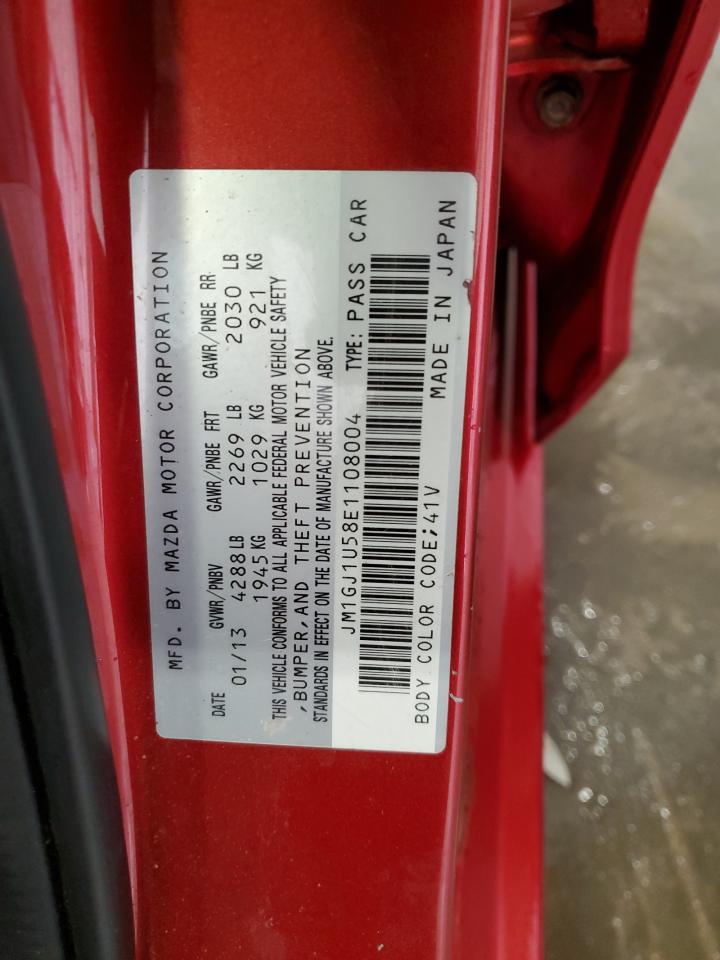 MFD. BY MAZDA MOTOR CORPORATION
DATE GVWR/PNBV GAWR/PNBE FRT GAWR/PNBE RR
01/13 4288LB 2269 LB 2030 LB
1945KG 1029 KG 921 KG
THIS VEHICLE CONFORMS TO ALL APPLICABLE FEDERAL MOTOR VEHICLE SAFETY
,BUMPER,AND THEFT PREVENTION
STANDARDS IN EFFECT ON THE DATE OF MANUFACTURE SHOWN ABOVE.
JM1GJ1U58E1108004 TYPE: PASS CAR
BODY COLOR CODE;41V MADE IN JAPAN